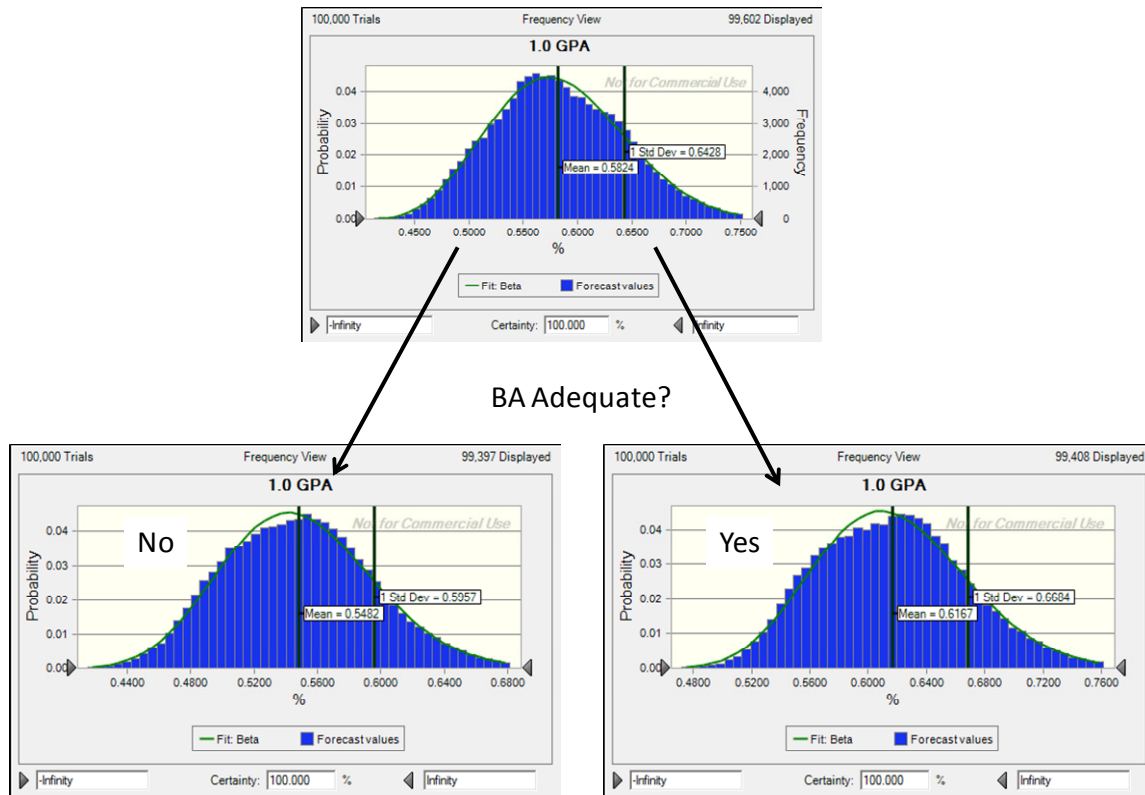 100,000 Trials Frequency View 99,602 Displayed
1.0 GPA
Not for Commercial Use
Probability
Frequency
0.04 4,000
0.03 3,000
0.02 2,000
0.01 1,000
0.00 0
1 Std Dev = 0.6428
Mean = 0.5824
0.4500 0.5000 0.5500 0.6000 0.6500 0.7000 0.7500
%
Fit: Beta Forecast values
-Infinity Certainty: 100.000 % Infinity
BA Adequate?
100,000 Trials Frequency View 99,397 Displayed
1.0 GPA
Not for Commercial Use
No
Probability
0.04
0.03
0.02
0.01
0.00
1 Std Dev = 0.5957
Mean = 0.5482
0.4400 0.4800 0.5200 0.5600 0.6000 0.6400 0.6800
%
Fit: Beta Forecast values
-Infinity Certainty: 100.000 % Infinity
100,000 Trials Frequency View 99,408 Displayed
1.0 GPA
Not for Commercial Use
Yes
Probability
0.04
0.03
0.02
0.01
0.00
1 Std Dev = 0.6684
Mean = 0.6167
0.4800 0.5200 0.5600 0.6000 0.6400 0.6800 0.7200 0.7600
%
Fit: Beta Forecast values
-Infinity Certainty: 100.000 % Infinity